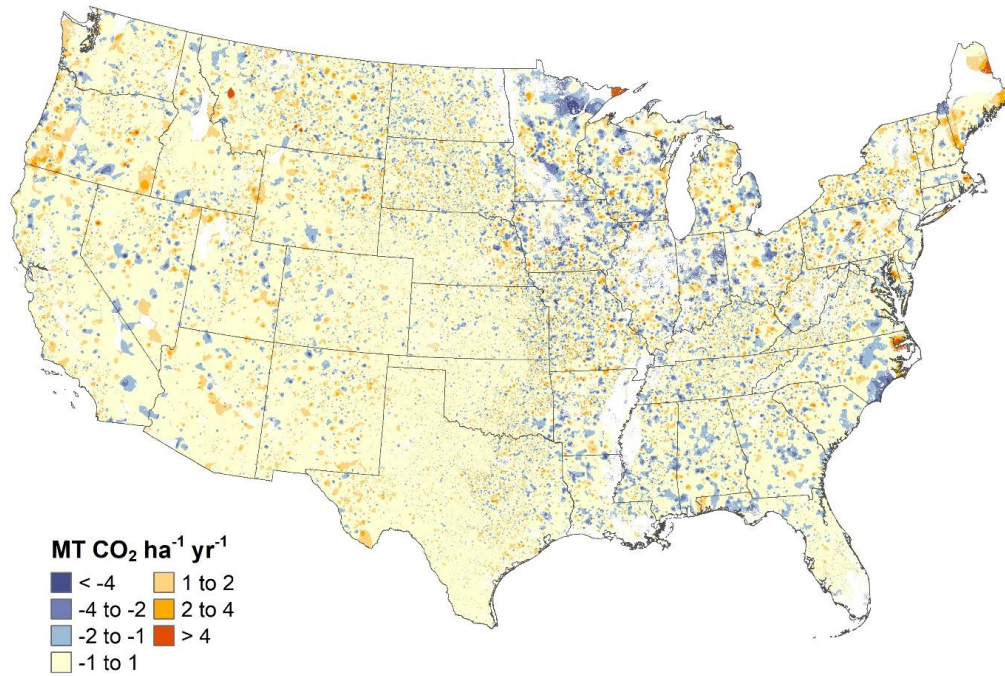 MT CO₂ ha⁻¹ yr⁻¹
< -4
-4 to -2
-2 to -1
-1 to 1
1 to 2
2 to 4
> 4